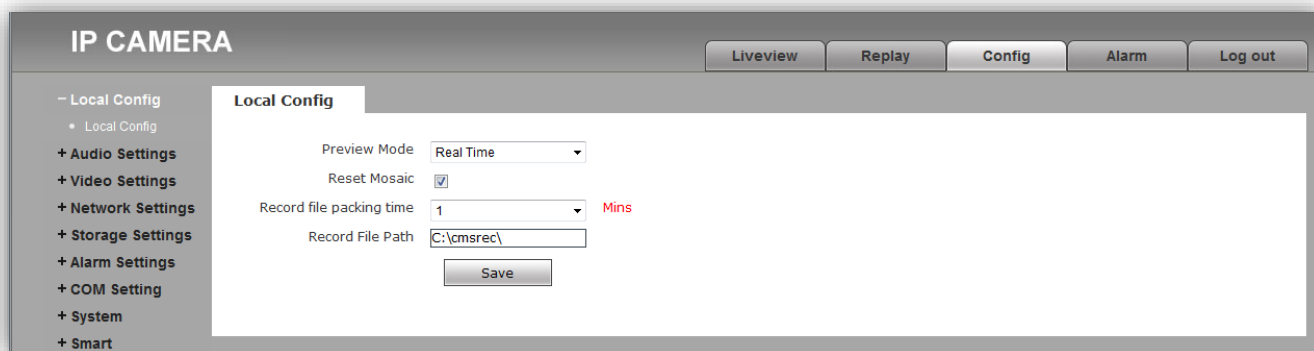 IP CAMERA
Liveview Replay Config Alarm Log out
− Local Config
• Local Config
+ Audio Settings
+ Video Settings
+ Network Settings
+ Storage Settings
+ Alarm Settings
+ COM Setting
+ System
+ Smart
Local Config
Preview Mode Real Time
Reset Mosaic
Record file packing time 1 Mins
Record File Path C:\cmsrec\
Save